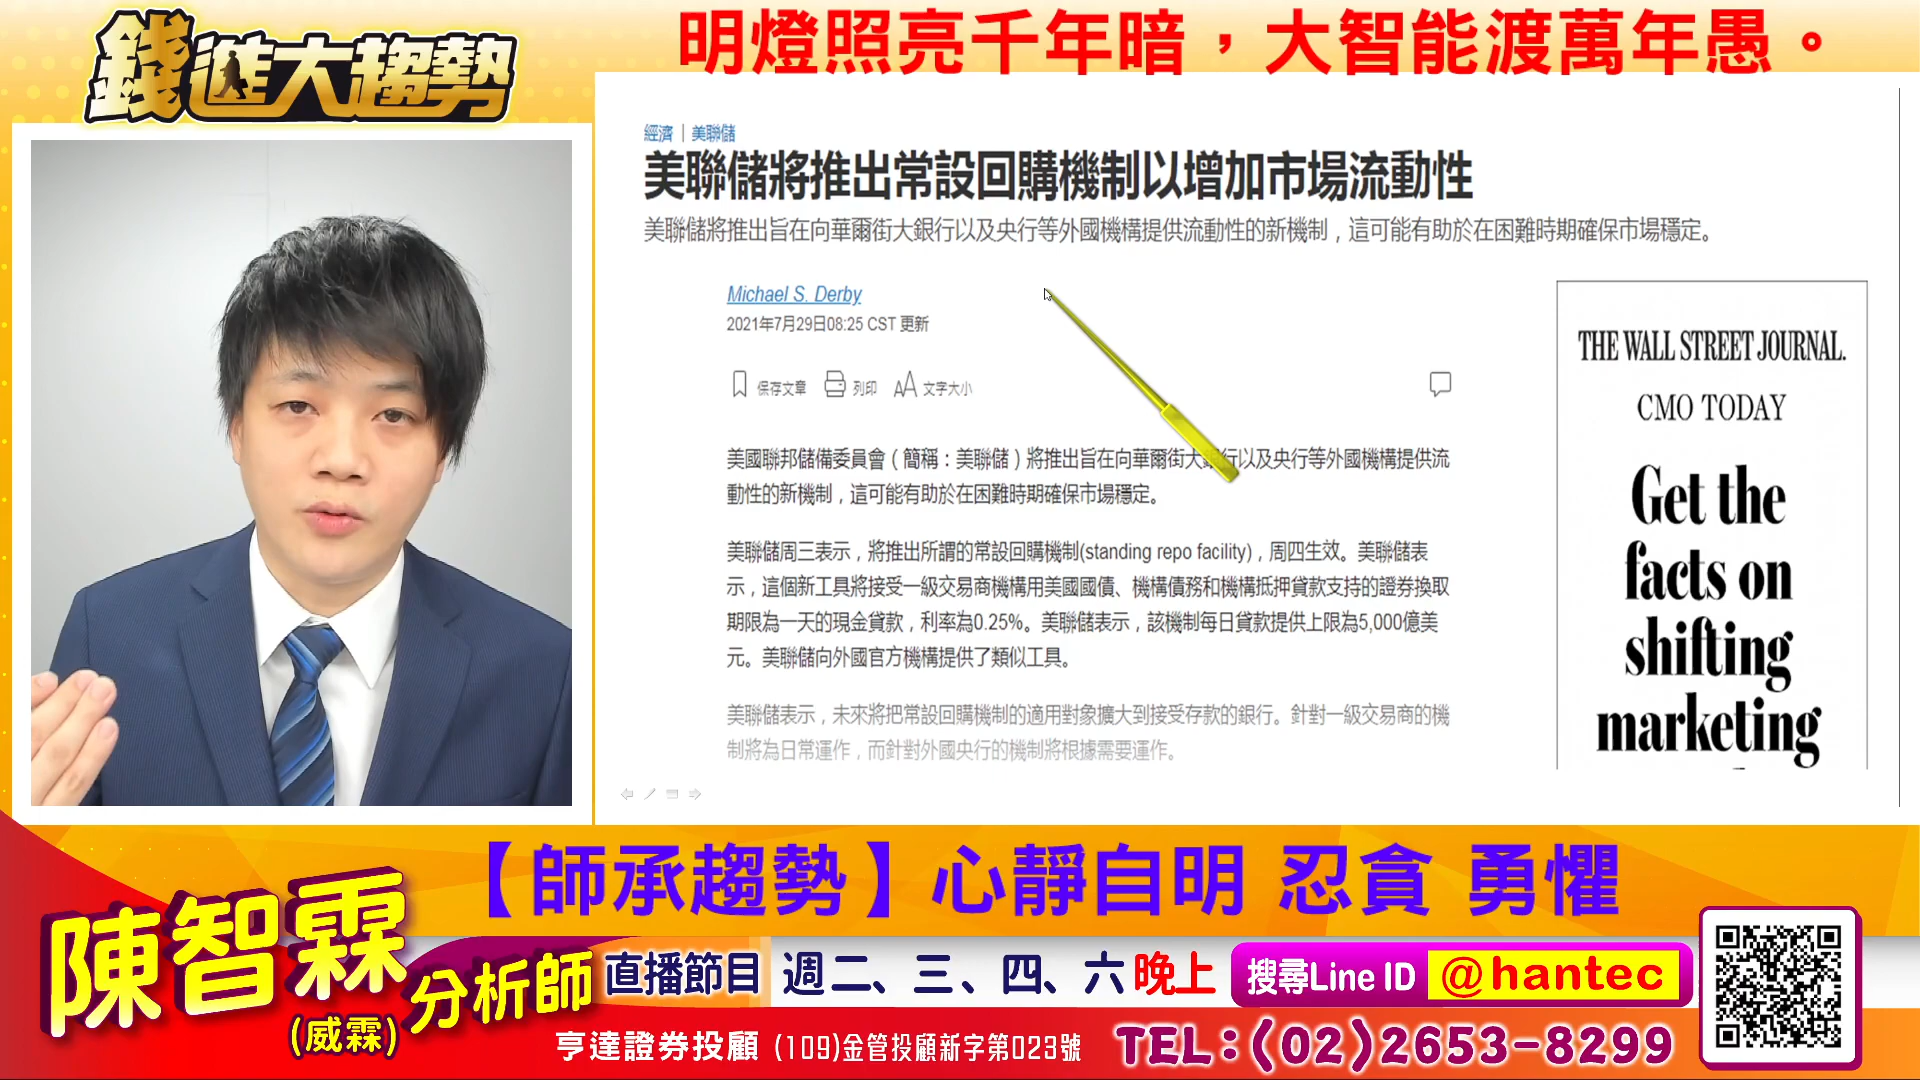 錢進大趨勢
明燈照亮千年暗，大智能渡萬年愚。
經濟｜美聯儲
美聯儲將推出常設回購機制以增加市場流動性
美聯儲將推出旨在向華爾街大銀行以及央行等外國機構提供流動性的新機制，這可能有助於在困難時期確保市場穩定。
Michael S. Derby
2021年7月29日08:25 CST 更新
保存文章 列印 AA 文字大小
美國聯邦儲備委員會（簡稱：美聯儲）將推出旨在向華爾街大銀行以及央行等外國機構提供流
動性的新機制，這可能有助於在困難時期確保市場穩定。
美聯儲周三表示，將推出所謂的常設回購機制(standing repo facility)，周四生效。美聯儲表
示，這個新工具將接受一級交易商機構用美國國債、機構債務和機構抵押貸款支持的證券換取
期限為一天的現金貸款，利率為0.25%。美聯儲表示，該機制每日貸款提供上限為5,000億美
元。美聯儲向外國官方機構提供了類似工具。
美聯儲表示，未來將把常設回購機制的適用對象擴大到接受存款的銀行。針對一級交易商的機
制將為日常運作，而針對外國央行的機制將根據需要運作。
THE WALL STREET JOURNAL.
CMO TODAY
Get the
facts on
shifting
marketing
【師承趨勢】心靜自明 忍貪 勇懼
陳智霖
(威霖)
分析師
直播節目 週二、三、四、六晚上
搜尋Line ID @hantec
亨達證券投顧 (109)金管投顧新字第023號
TEL:(02)2653-8299